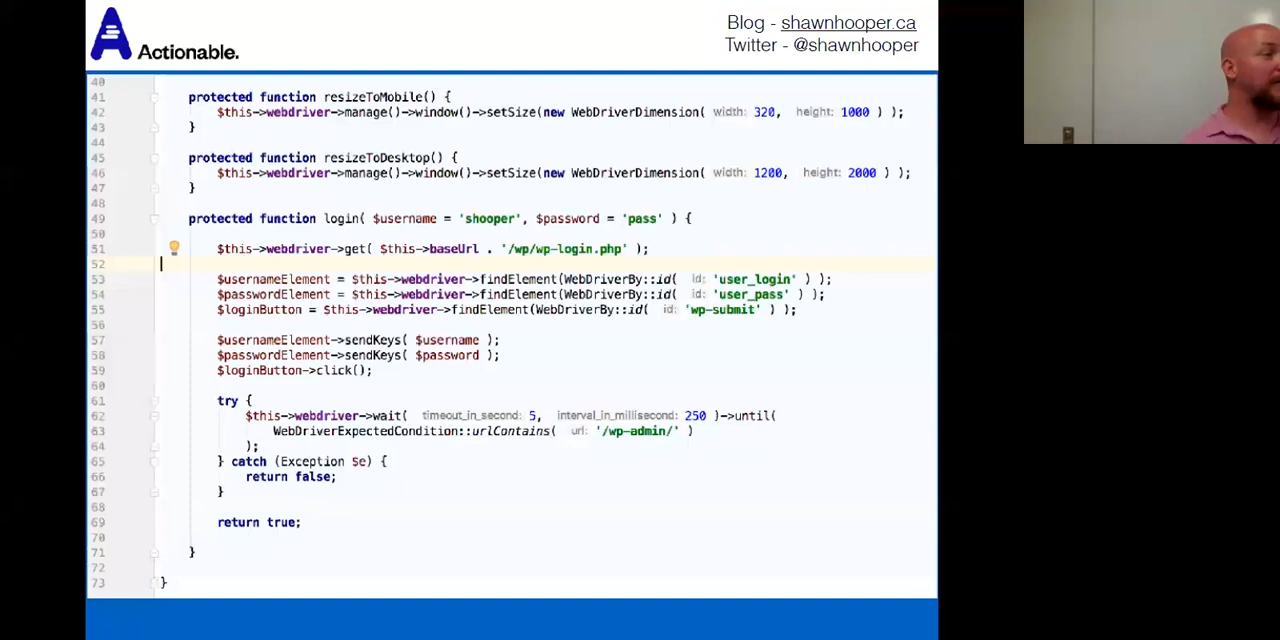 Actionable.
Blog - shawnhooper.ca
Twitter - @shawnhooper
40
41 protected function resizeToMobile() {
42 $this->webdriver->manage()->window()->setSize(new WebDriverDimension( width: 320, height: 1000 ) );
43 }
44
45 protected function resizeToDesktop() {
46 $this->webdriver->manage()->window()->setSize(new WebDriverDimension( width: 1200, height: 2000 ) );
47 }
48
49 protected function login( $username = 'shooper', $password = 'pass' ) {
50
51 $this->webdriver->get( $this->baseUrl . '/wp/wp-login.php' );
52
53 $usernameElement = $this->webdriver->findElement(WebDriverBy::id( id: 'user_login' ) );
54 $passwordElement = $this->webdriver->findElement(WebDriverBy::id( id: 'user_pass' ) );
55 $loginButton = $this->webdriver->findElement(WebDriverBy::id( id: 'wp-submit' ) );
56
57 $usernameElement->sendKeys( $username );
58 $passwordElement->sendKeys( $password );
59 $loginButton->click();
60
61 try {
62 $this->webdriver->wait( timeout_in_second: 5, interval_in_millisecond: 250 )->until(
63 WebDriverExpectedCondition::urlContains( url: '/wp-admin/' )
64 );
65 } catch (Exception $e) {
66 return false;
67 }
68
69 return true;
70
71 }
72
73 }